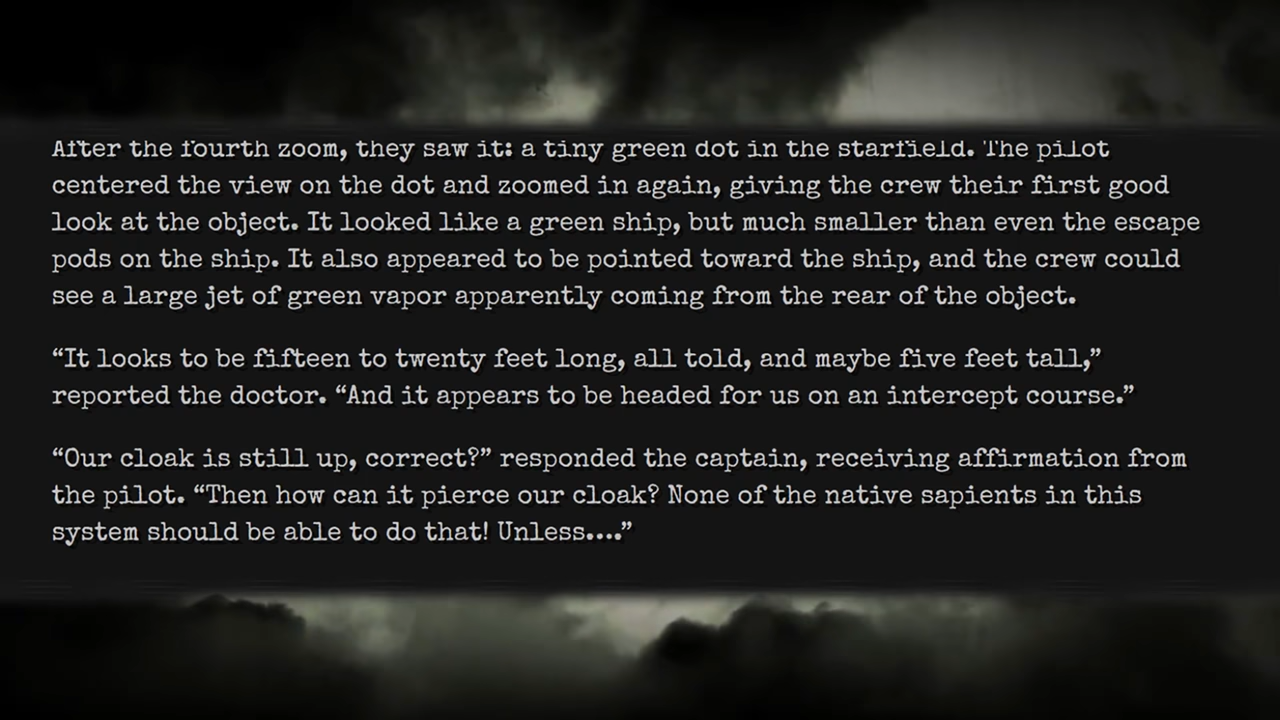 After the fourth zoom, they saw it: a tiny green dot in the starfield. The pilot
centered the view on the dot and zoomed in again, giving the crew their first good
look at the object. It looked like a green ship, but much smaller than even the escape
pods on the ship. It also appeared to be pointed toward the ship, and the crew could
see a large jet of green vapor apparently coming from the rear of the object.
“It looks to be fifteen to twenty feet long, all told, and maybe five feet tall,”
reported the doctor. “And it appears to be headed for us on an intercept course.”
“Our cloak is still up, correct?” responded the captain, receiving affirmation from
the pilot. “Then how can it pierce our cloak? None of the native sapients in this
system should be able to do that! Unless....”